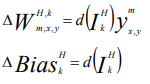 ΔW^{H,k}_{m,x,y} = d(I^H_k) y^m_{x,y}
ΔBias^H_k = d(I^H_k)